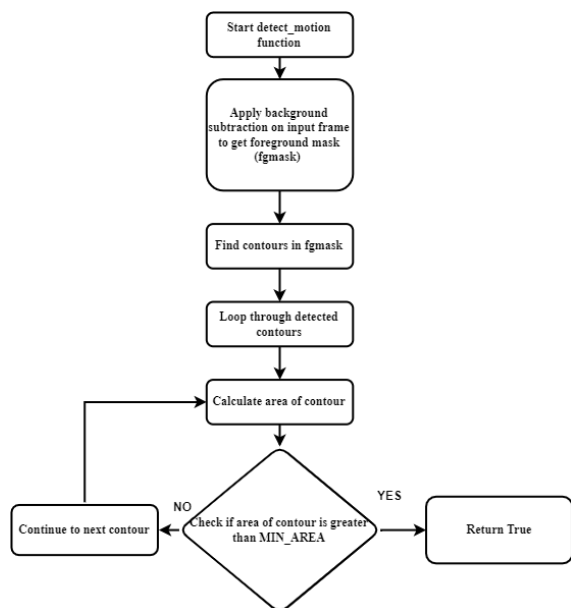 Start detect_motion
function
Apply background
subtraction on input frame
to get foreground mask
(fgmask)
Find contours in fgmask
Loop through detected
contours
Calculate area of contour
NO
YES
Continue to next contour
Check if area of contour is greater
than MIN_AREA
Return True